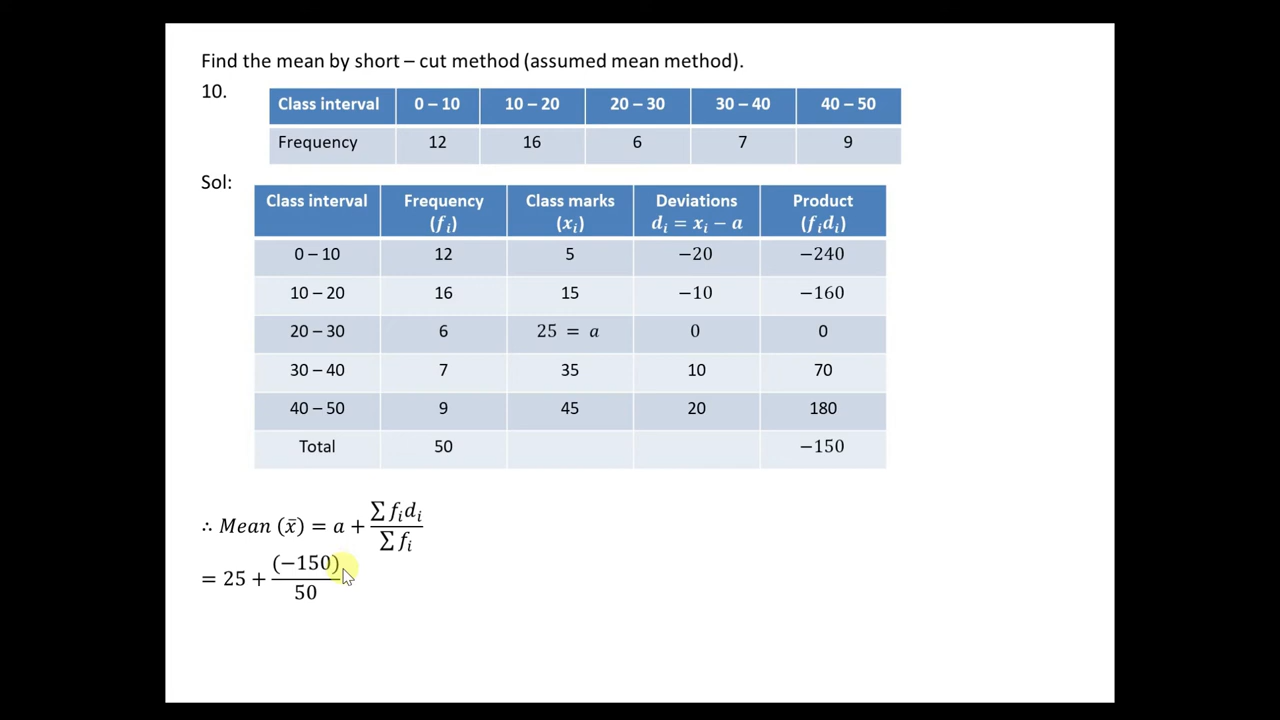 Find the mean by short – cut method (assumed mean method).
10.
Class interval 0 – 10 10 – 20 20 – 30 30 – 40 40 – 50
Frequency 12 16 6 7 9
Sol:
Class interval Frequency (fᵢ) Class marks (xᵢ) Deviations dᵢ = xᵢ − a Product (fᵢdᵢ)
0 – 10 12 5 −20 −240
10 – 20 16 15 −10 −160
20 – 30 6 25 = a 0 0
30 – 40 7 35 10 70
40 – 50 9 45 20 180
Total 50 −150
∴ Mean (x̄) = a + ∑ fᵢdᵢ / ∑ fᵢ
= 25 + (−150) / 50